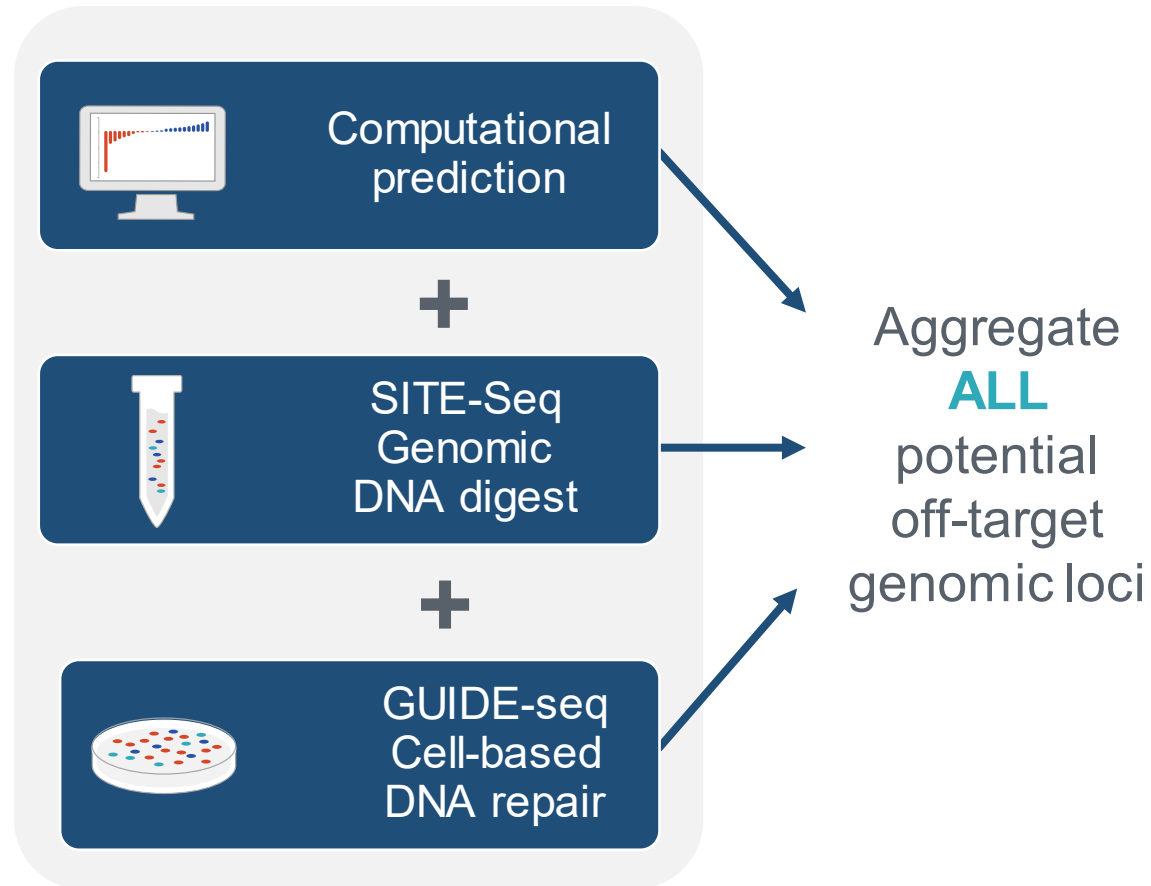 Computational
prediction
+
SITE-Seq
Genomic
DNA digest
+
GUIDE-seq
Cell-based
DNA repair
Aggregate
ALL
potential
off-target
genomic loci